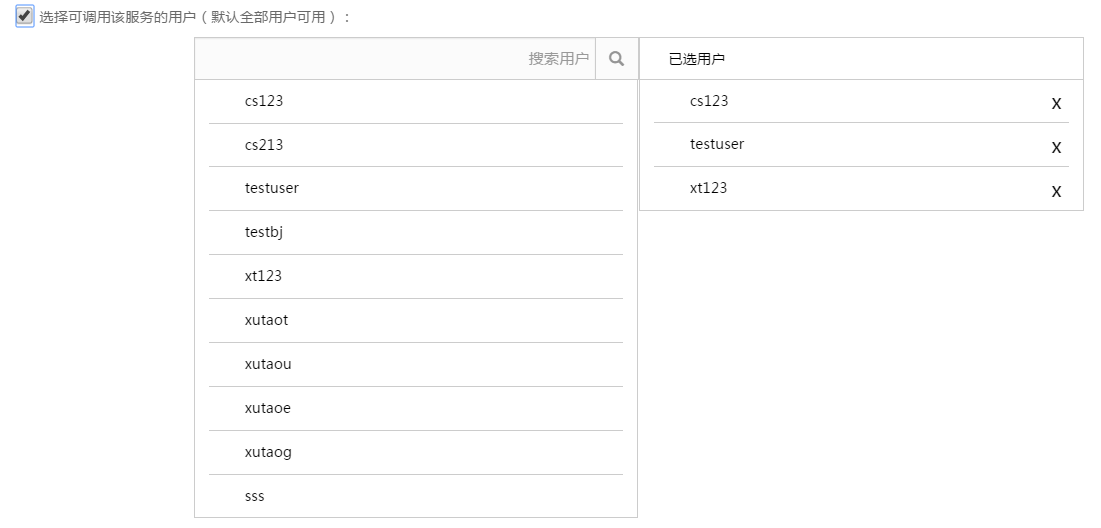 选择可调用该服务的用户（默认全部用户可用）：
搜索用户
cs123
cs213
testuser
testbj
xt123
xutaot
xutaou
xutaoe
xutaog
sss
已选用户
cs123 x
testuser x
xt123 x